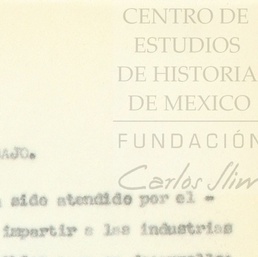 CENTRO DE
ESTUDIOS
DE HISTORIA
DE MEXICO
FUNDACIÓN
Carlos Slim
AJO.
sido atendido por el -
impartir a las industrias